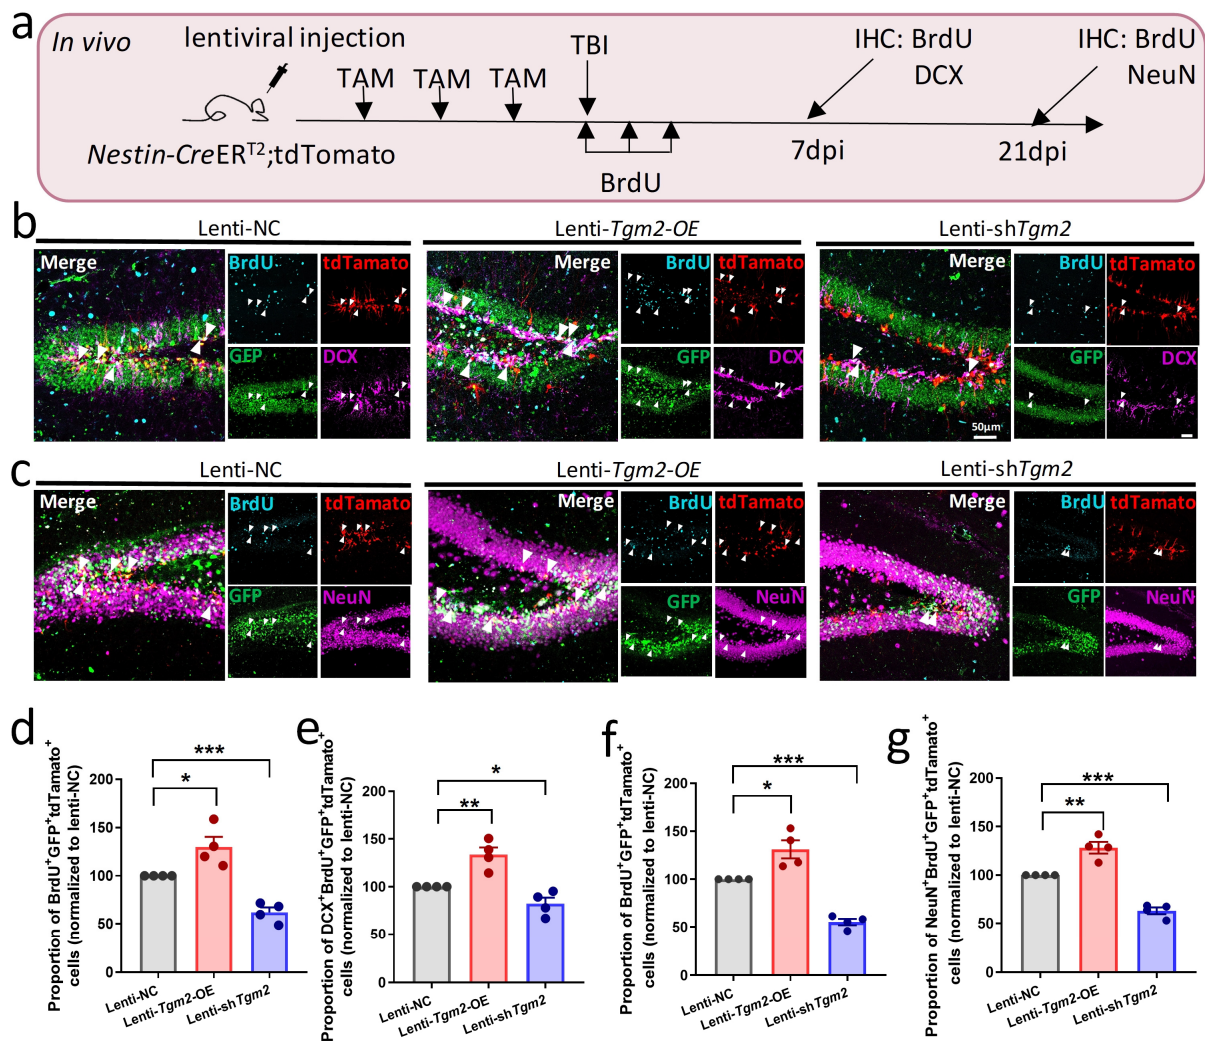 a
In vivo
lentiviral injection
TAM
TAM
TAM
TBI
IHC: BrdU
DCX
IHC: BrdU
NeuN
Nestin-CreERT2;tdTomato
BrdU
7dpi
21dpi
b
Lenti-NC
Lenti-Tgm2-OE
Lenti-shTgm2
Merge
BrdU
tdTamato
GFP
DCX
Merge
BrdU
tdTamato
GFP
DCX
Merge
BrdU
tdTamato
GFP
DCX
50μm
c
Lenti-NC
Lenti-Tgm2-OE
Lenti-shTgm2
Merge
BrdU
tdTamato
GFP
NeuN
Merge
BrdU
tdTamato
GFP
NeuN
Merge
BrdU
tdTamato
GFP
NeuN
d
Proportion of BrdU+GFP+tdTamato+
cells (normalized to lenti-NC)
200
150
100
50
0
***
*
Lenti-NC
Lenti-Tgm2-OE
Lenti-shTgm2
e
Proportion of DCX+BrdU+GFP+tdTamato+
cells (normalized to lenti-NC)
200
150
100
50
0
*
**
Lenti-NC
Lenti-Tgm2-OE
Lenti-shTgm2
f
Proportion of BrdU+GFP+tdTamato+
cells (normalized to lenti-NC)
200
150
100
50
0
***
*
Lenti-NC
Lenti-Tgm2-OE
Lenti-shTgm2
g
Proportion of NeuN+BrdU+GFP+tdTamato+
cells (normalized to lenti-NC)
200
150
100
50
0
***
**
Lenti-NC
Lenti-Tgm2-OE
Lenti-shTgm2